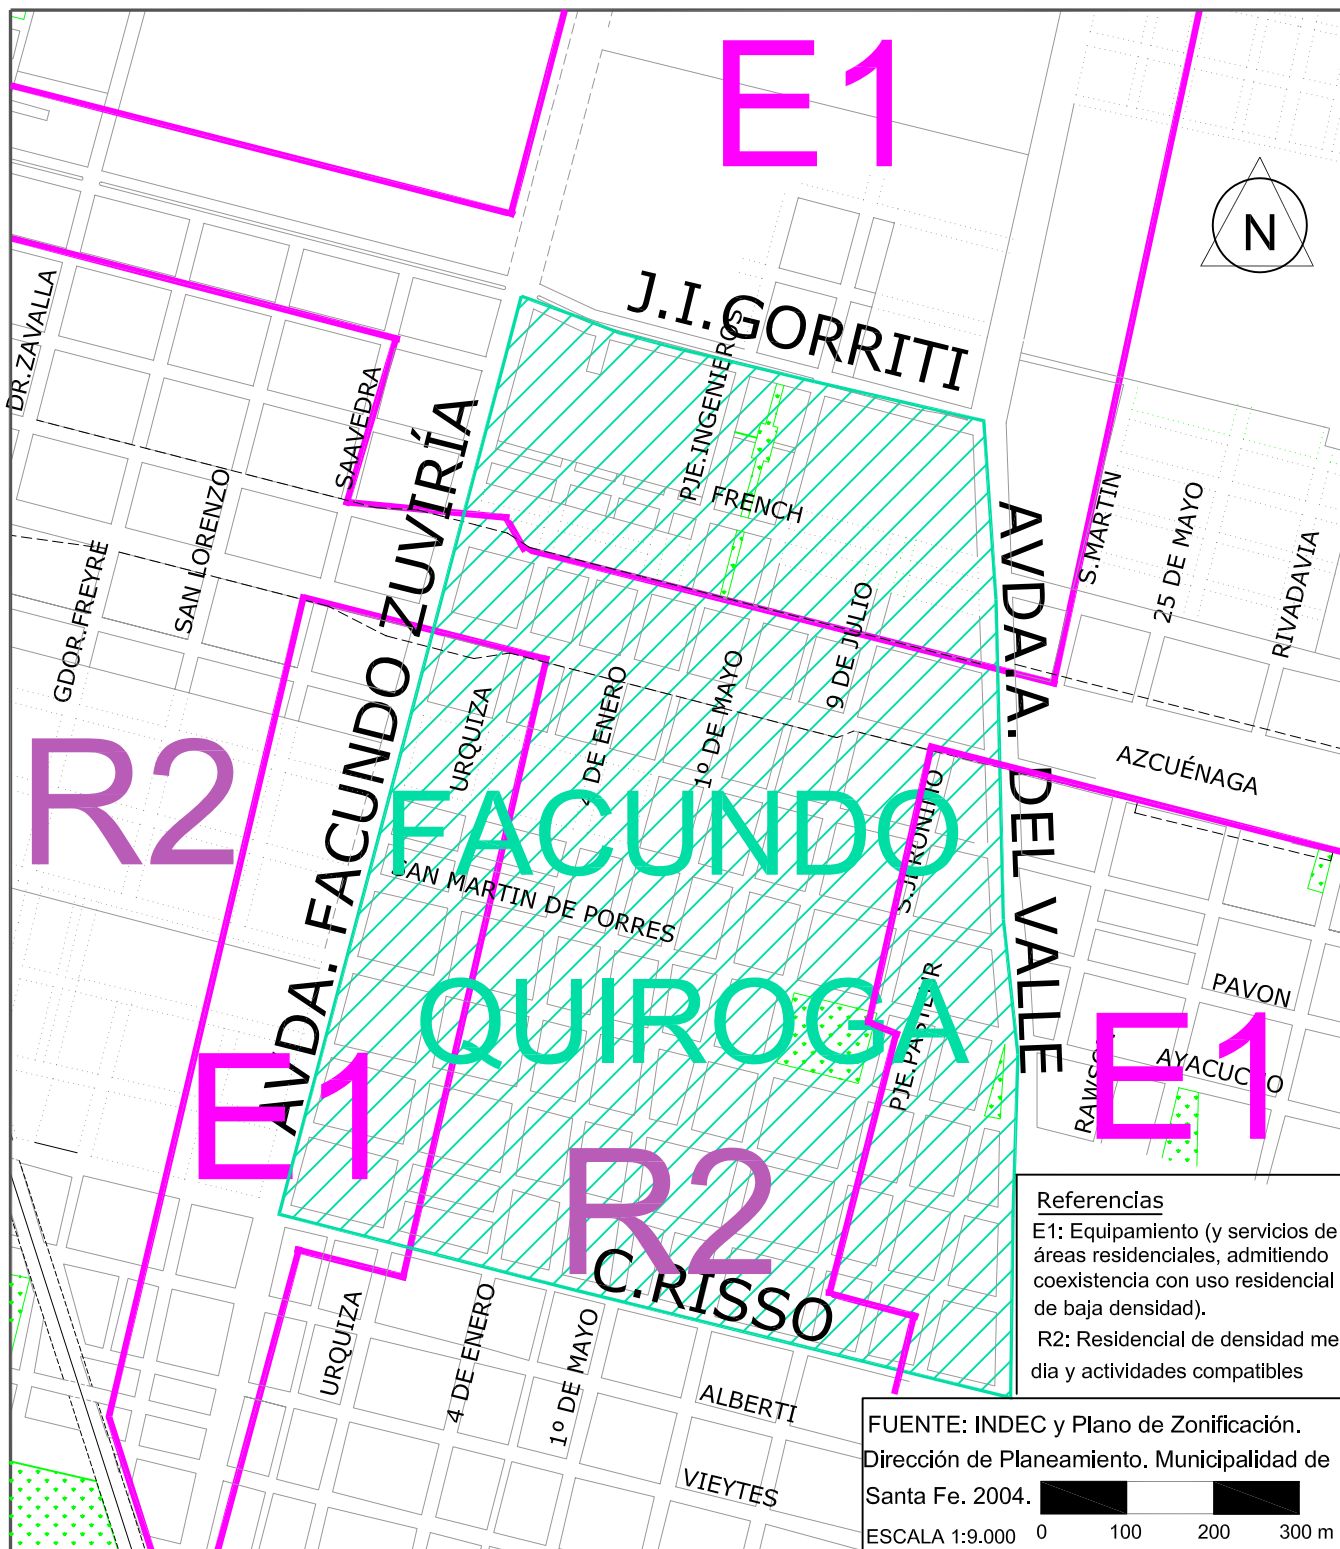 E1
N
J.I.GORRITI
DR.ZAVALLA
SAAVEDRA
PJE.INGENIEROS
FRENCH
AVDA. FACUNDO ZUVIRÍA
SAN LORENZO
GDOR.FREYRE
AVDA.A. DEL VALLE
S.MARTIN
25 DE MAYO
RIVADAVIA
9 DE JULIO
1º DE MAYO
4 DE ENERO
URQUIZA
AZCUÉNAGA
R2
FACUNDO
QUIROGA
SAN MARTIN DE PORRES
S.JERONIMO
PJE.PASTEUR
PAVON
AYACUCHO
RAWSON
E1
E1
R2
C.RISSO
URQUIZA
4 DE ENERO
1º DE MAYO
ALBERTI
VIEYTES
Referencias
E1: Equipamiento (y servicios de
áreas residenciales, admitiendo
coexistencia con uso residencial
de baja densidad).
R2: Residencial de densidad me
dia y actividades compatibles
FUENTE: INDEC y Plano de Zonificación.
Dirección de Planeamiento. Municipalidad de
Santa Fe. 2004.
ESCALA 1:9.000
0 100 200 300 m